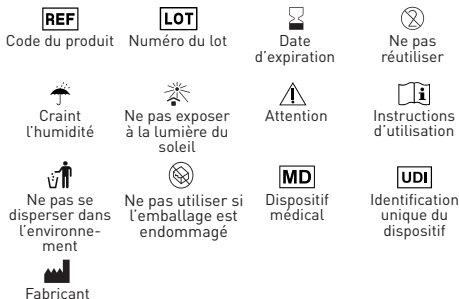 REF
LOT
Code du produit
Numéro du lot
Date
d'expiration
Ne pas
réutiliser
2
Craint
l'humidité
Ne pas exposer
à la lumière du
soleil
Attention
Instructions
d'utilisation
Ne pas se
disperser dans
l'environne-
ment
Ne pas utiliser si
l'emballage est
endommagé
MD
Dispositif
médical
UDI
Identification
unique du
dispositif
Fabricant